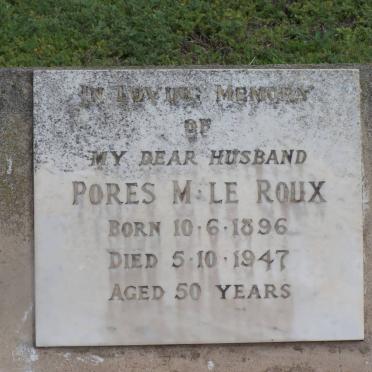 IN LOVING MEMORY
OF
MY DEAR HUSBAND
PORES M. LE ROUX
BORN 10.6.1896
DIED 5.10.1947
AGED 50 YEARS